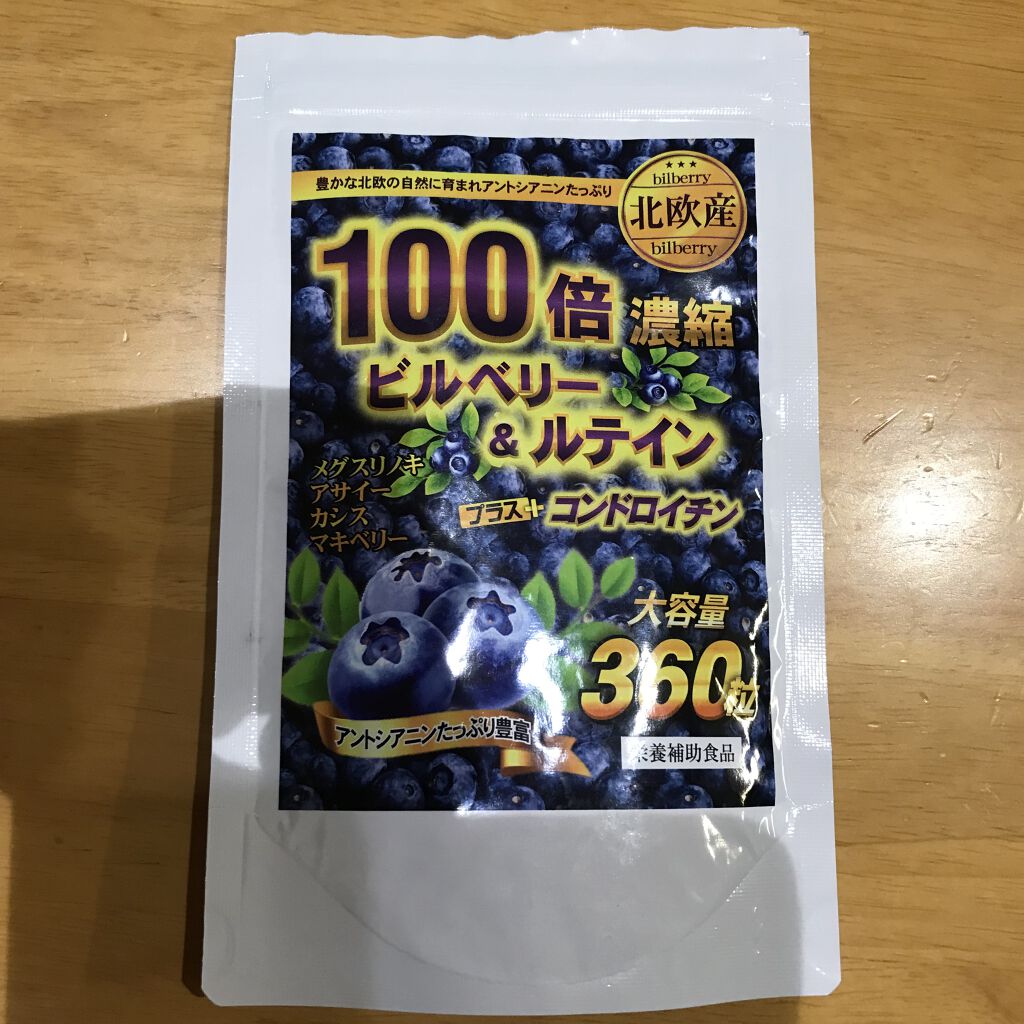 豊かな北欧の自然に育まれアントシアニンたっぷり
★★★
bilberry
北欧産
bilberry
100倍 濃縮
ビルベリー
& ルテイン
プラス+ コンドロイチン
メグスリノキ
アサイー
カシス
マキベリー
大容量
360粒
アントシアニンたっぷり豊富
栄養補助食品